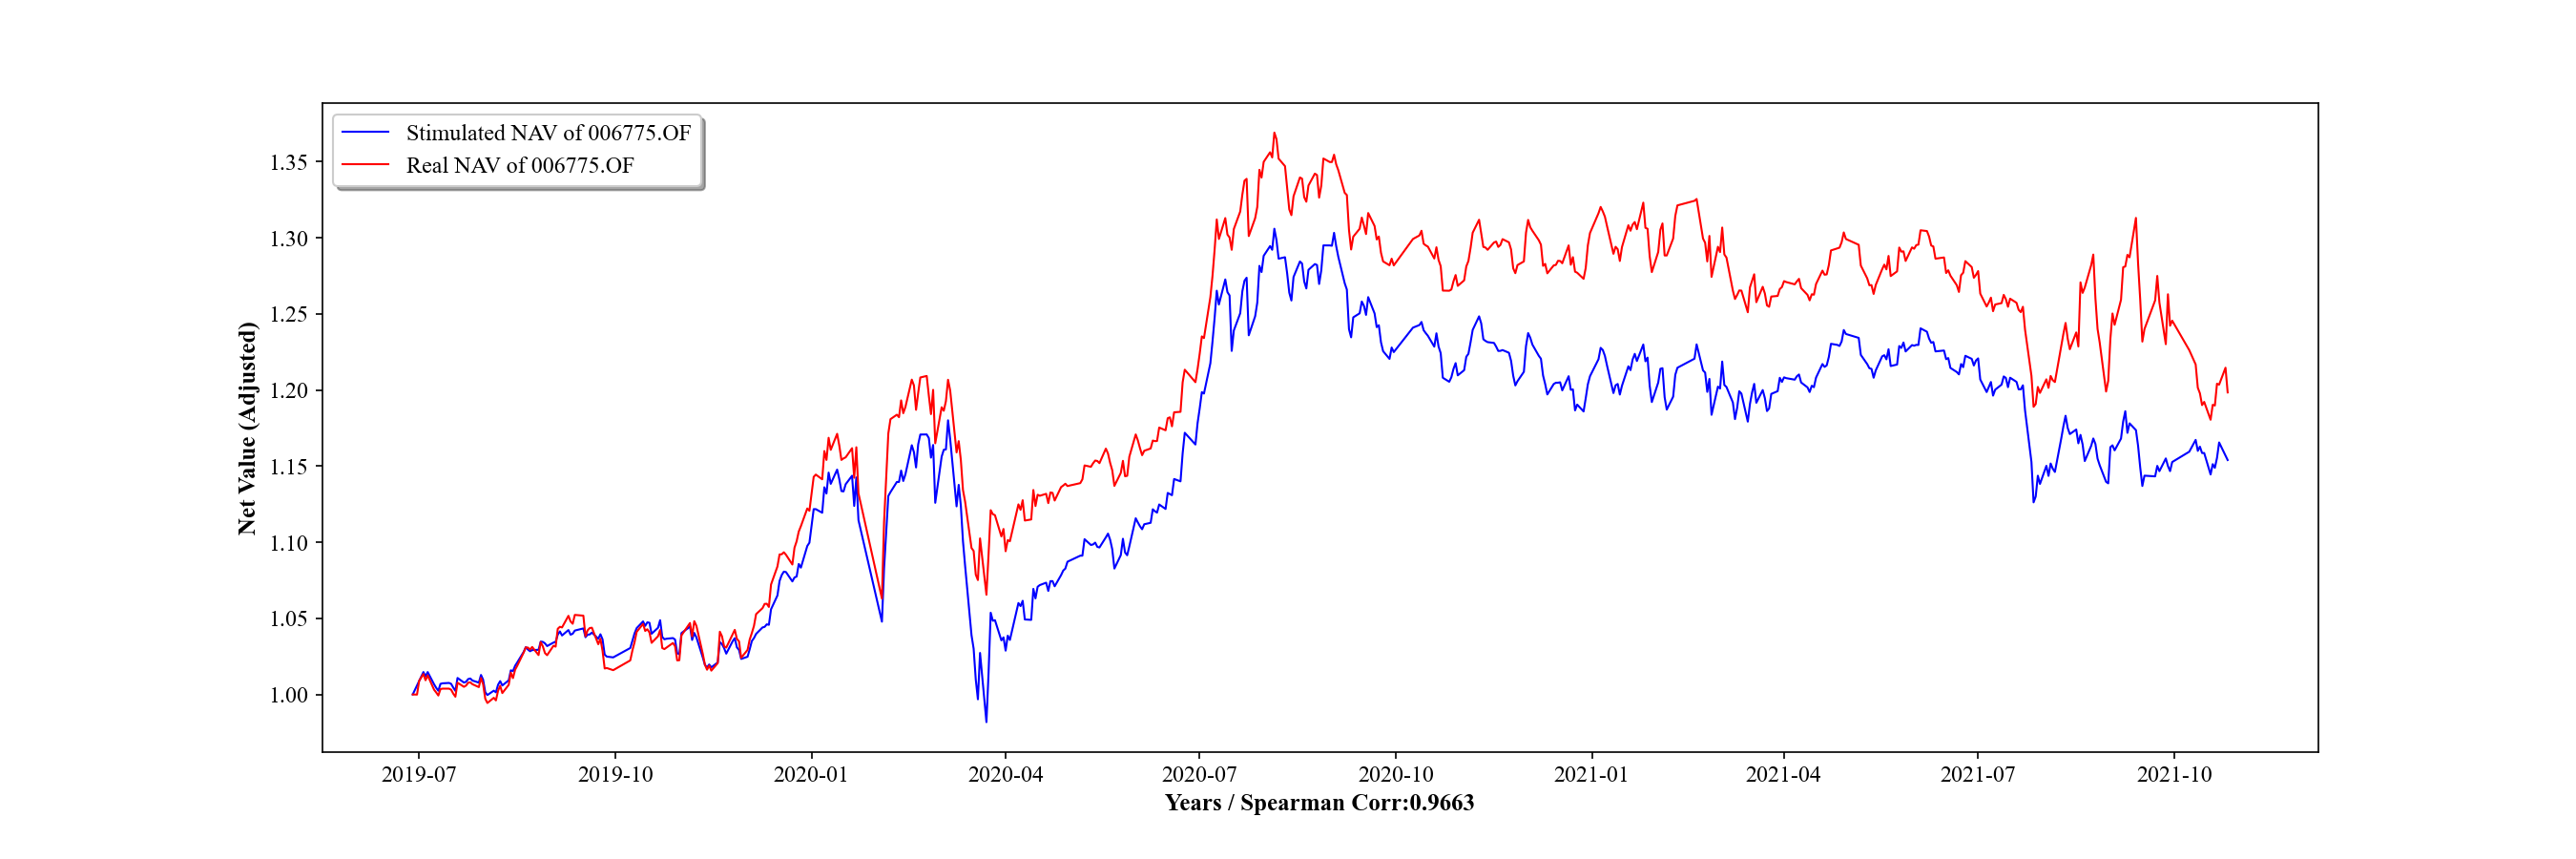 Stimulated NAV of 006775.OF
Real NAV of 006775.OF
Net Value (Adjusted)
1.35
1.30
1.25
1.20
1.15
1.10
1.05
1.00
2019-07 2019-10 2020-01 2020-04 2020-07 2020-10 2021-01 2021-04 2021-07 2021-10
Years / Spearman Corr:0.9663